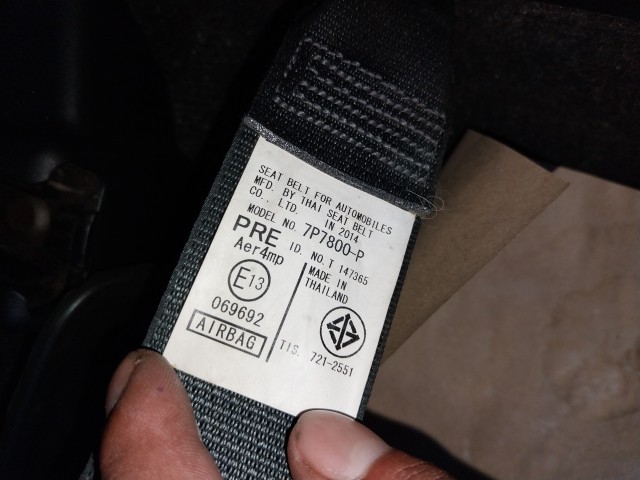 SEAT BELT FOR AUTOMOBILES
MFD. BY THAI SEAT BELT
CO., LTD. IN 2014
MODEL NO. 7P7800-P
PRE ID. NO. T 147365
Aer4mp
E13
069692
AIRBAG
MADE IN
THAILAND
TIS. 721-2551